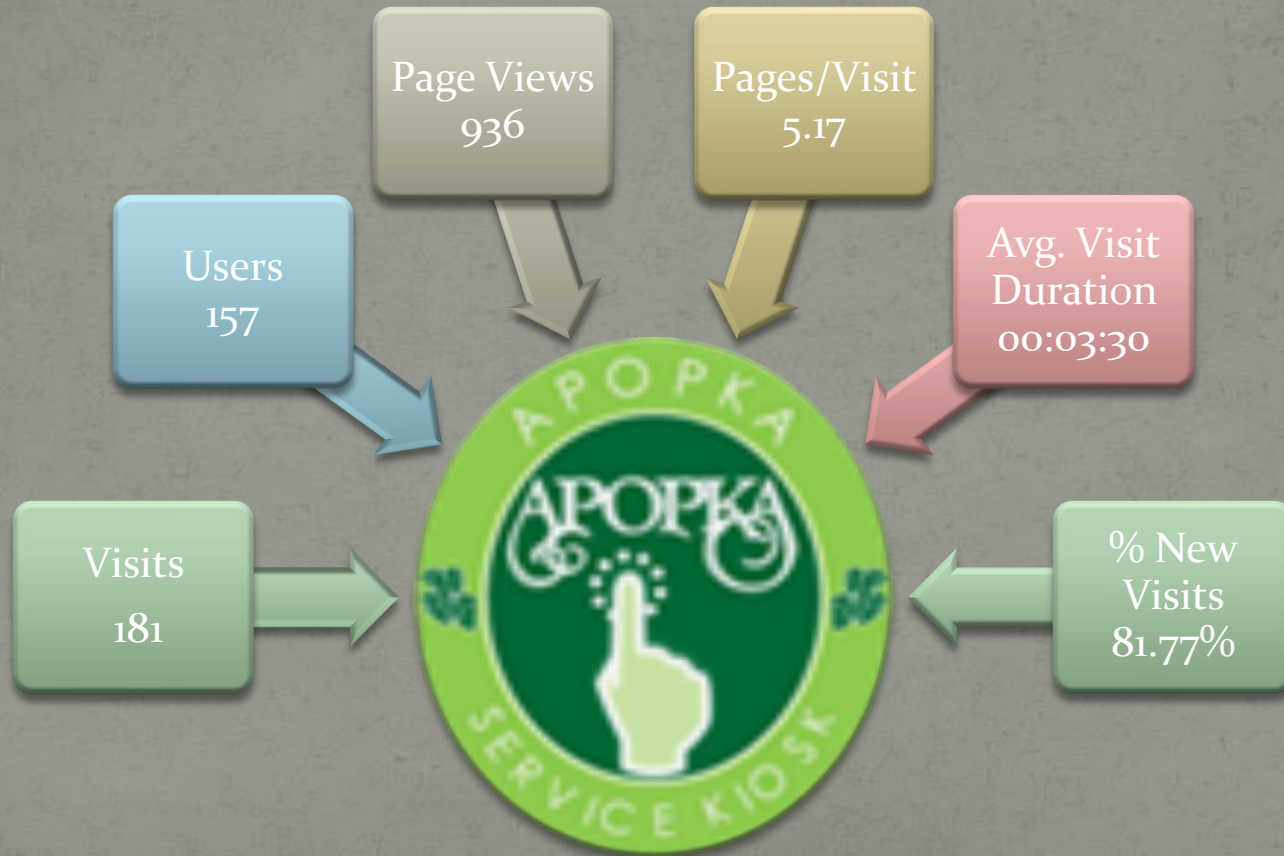 Page Views
936
Pages/Visit
5.17
Users
157
Avg. Visit
Duration
00:03:30
Visits
181
% New
Visits
81.77%
APOPKA
APOPKA
SERVICE KIOSK